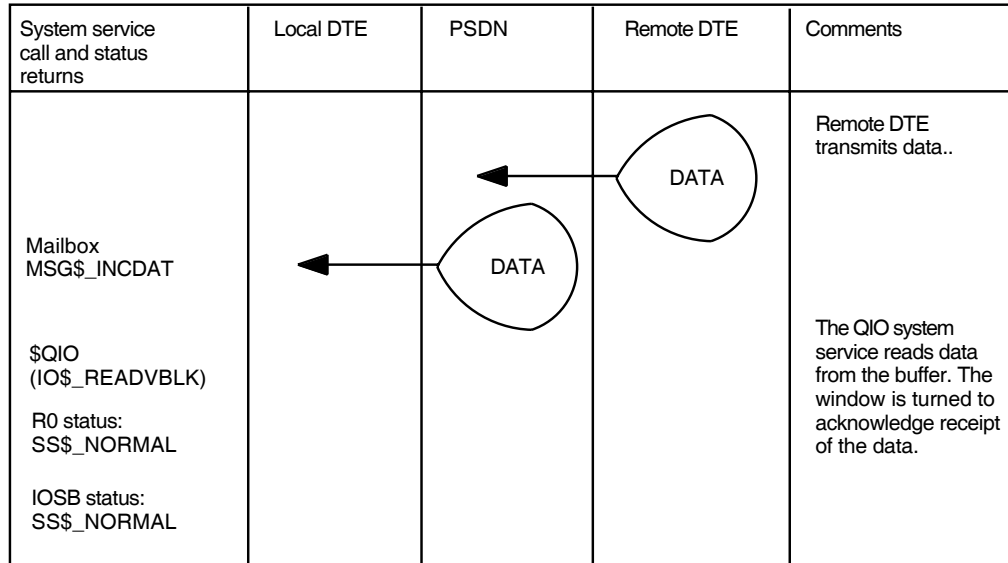 System service
call and status
returns
Local DTE
PSDN
Remote DTE
Comments
Remote DTE
transmits data..
DATA
Mailbox
MSG$_INCDAT
DATA
$QIO
(IO$_READVBLK)
R0 status:
SS$_NORMAL
IOSB status:
SS$_NORMAL
The QIO system
service reads data
from the buffer. The
window is turned to
acknowledge receipt
of the data.